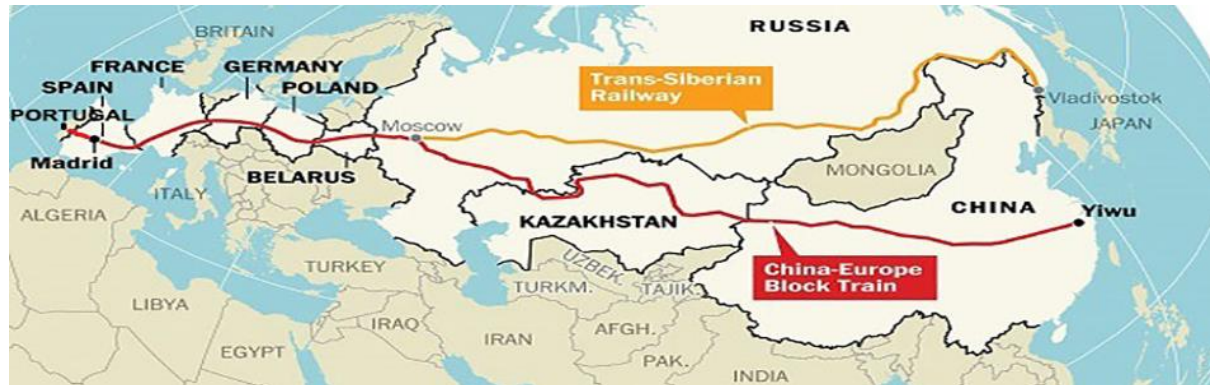 RUSSIA
BRITAIN
FRANCE
GERMANY
SPAIN
POLAND
PORTUGAL
Trans-Siberian
Railway
Vladivostok
Moscow
JAPAN
Madrid
MONGOLIA
BELARUS
ITALY
CHINA
Yiwu
ALGERIA
KAZAKHSTAN
UZBEK.
TURKEY
China-Europe
Block Train
TURKM.
TAJIK.
LIBYA
IRAQ
IRAN
AFGH.
EGYPT
PAK.
INDIA